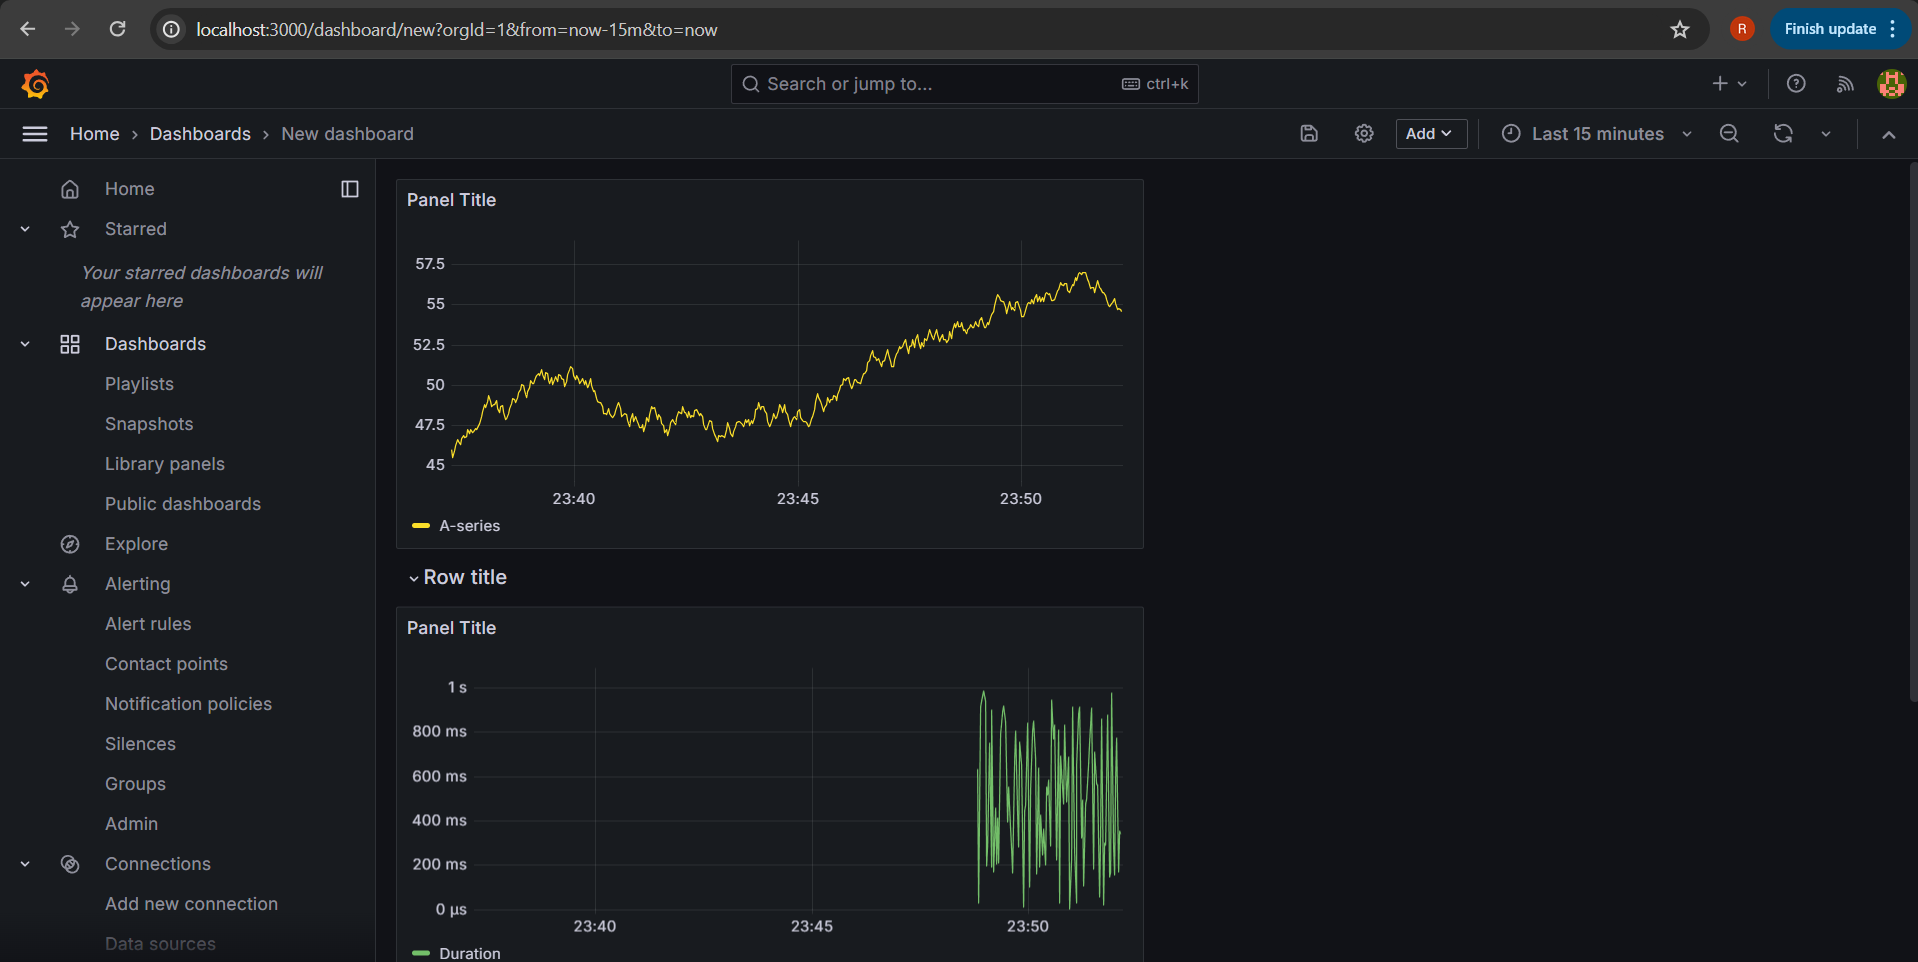 localhost:3000/dashboard/new?orgId=1&from=now-15m&to=now
R
Finish update
Search or jump to...
ctrl+k
Home
Dashboards
New dashboard
Add
Last 15 minutes
Home
Starred
Your starred dashboards will
appear here
Dashboards
Playlists
Snapshots
Library panels
Public dashboards
Explore
Alerting
Alert rules
Contact points
Notification policies
Silences
Groups
Admin
Connections
Add new connection
Data sources
Panel Title
57.5
55
52.5
50
47.5
45
23:40 23:45 23:50
A-series
Row title
Panel Title
1 s
800 ms
600 ms
400 ms
200 ms
0 µs
23:40 23:45 23:50
Duration